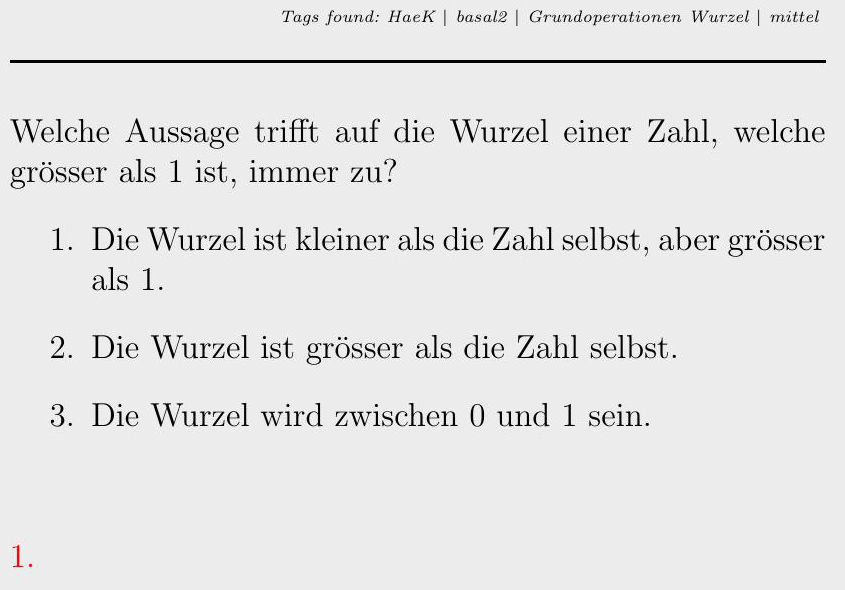 Tags found: HaeK | basal2 | Grundoperationen Wurzel | mittel
Welche Aussage trifft auf die Wurzel einer Zahl, welche
grösser als 1 ist, immer zu?
1. Die Wurzel ist kleiner als die Zahl selbst, aber grösser
als 1.
2. Die Wurzel ist grösser als die Zahl selbst.
3. Die Wurzel wird zwischen 0 und 1 sein.
1.